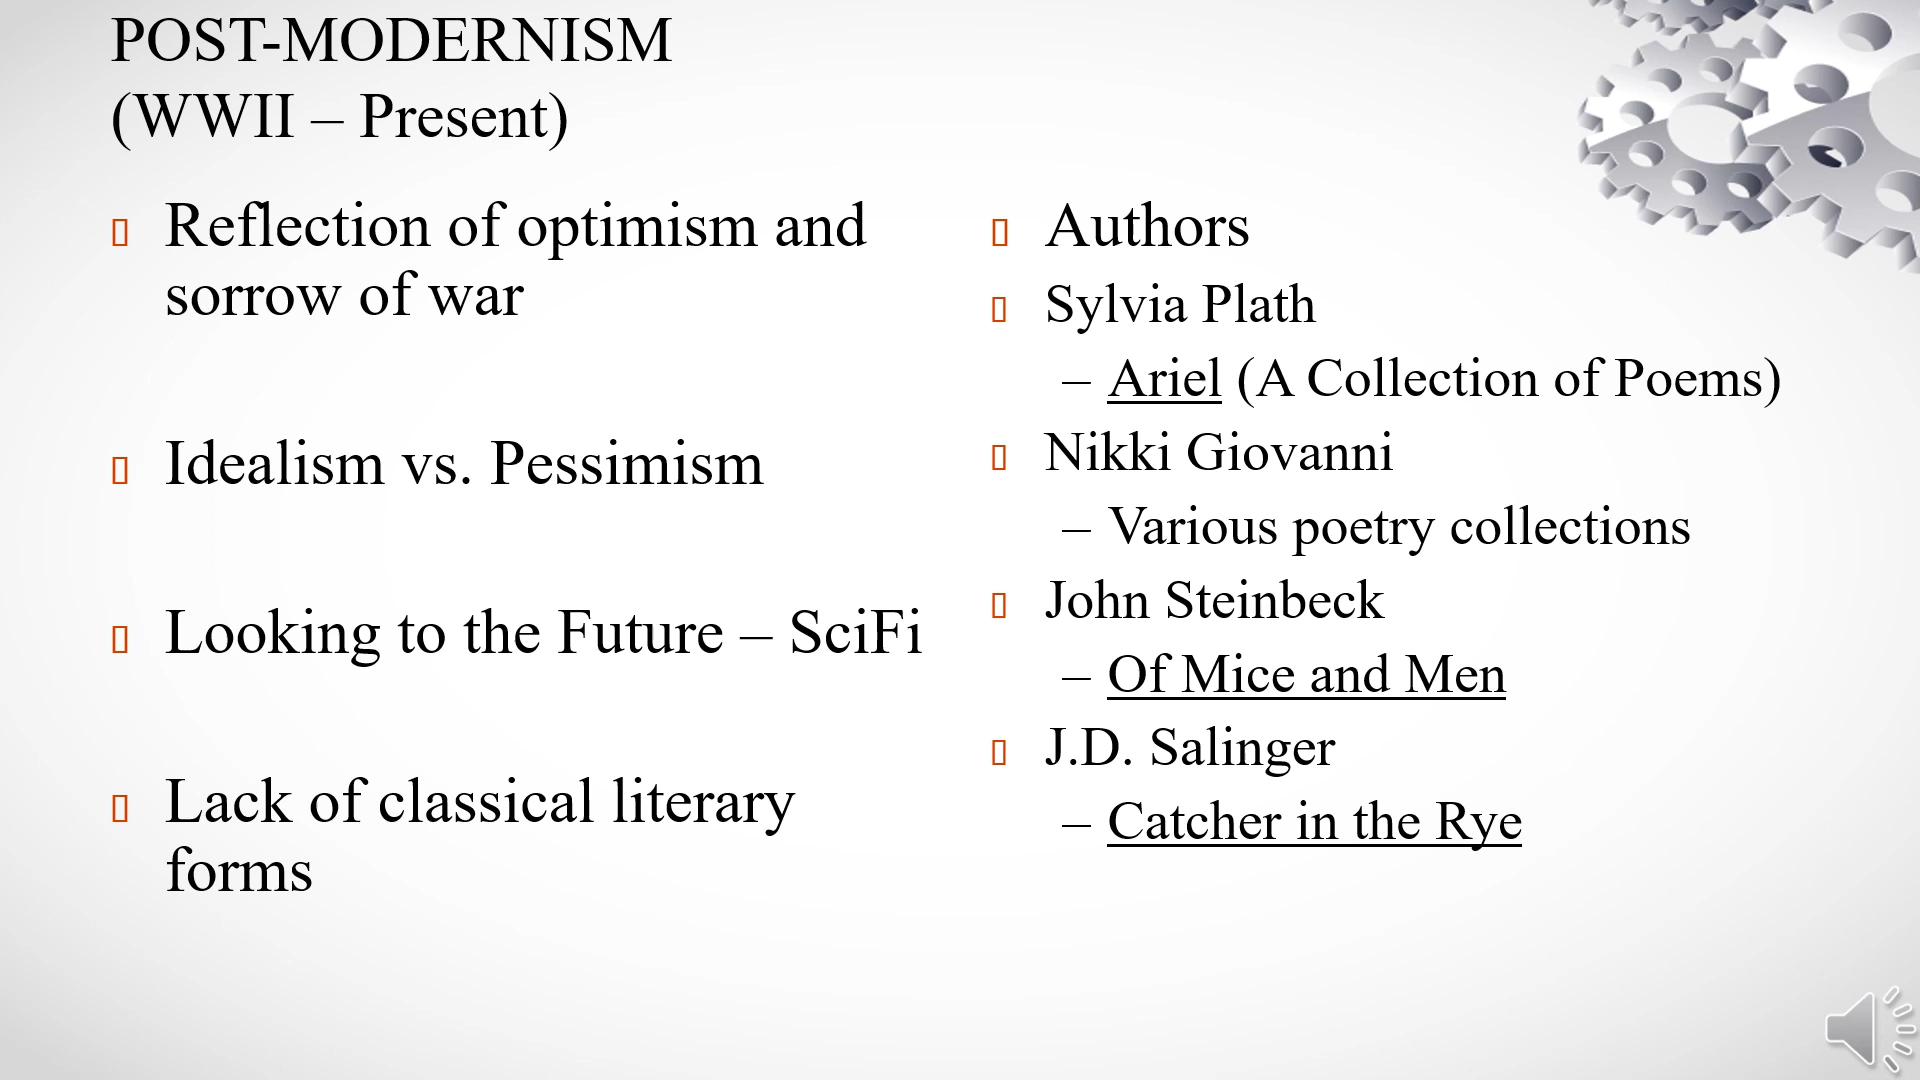 POST-MODERNISM
(WWII – Present)
Reflection of optimism and
sorrow of war
Idealism vs. Pessimism
Looking to the Future – SciFi
Lack of classical literary
forms
Authors
Sylvia Plath
– Ariel (A Collection of Poems)
Nikki Giovanni
– Various poetry collections
John Steinbeck
– Of Mice and Men
J.D. Salinger
– Catcher in the Rye